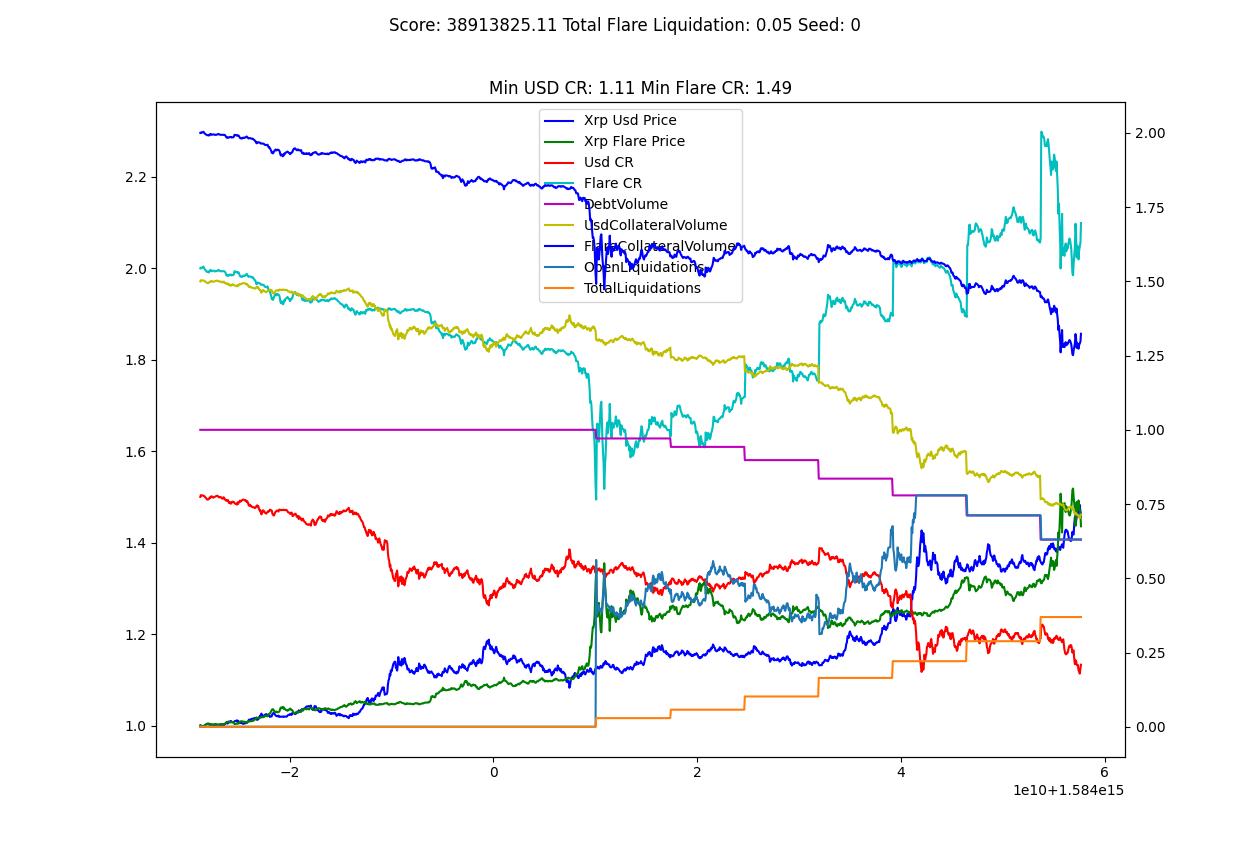 Score: 38913825.11 Total Flare Liquidation: 0.05 Seed: 0
Min USD CR: 1.11 Min Flare CR: 1.49
Xrp Usd Price
Xrp Flare Price
Usd CR
Flare CR
DebtVolume
UsdCollateralVolume
FlareCollateralVolume
OpenLiquidations
TotalLiquidations
2.2
2.0
1.8
1.6
1.4
1.2
1.0
2.00
1.75
1.50
1.25
1.00
0.75
0.50
0.25
0.00
−2
0
2
4
6
1e10+1.584e15